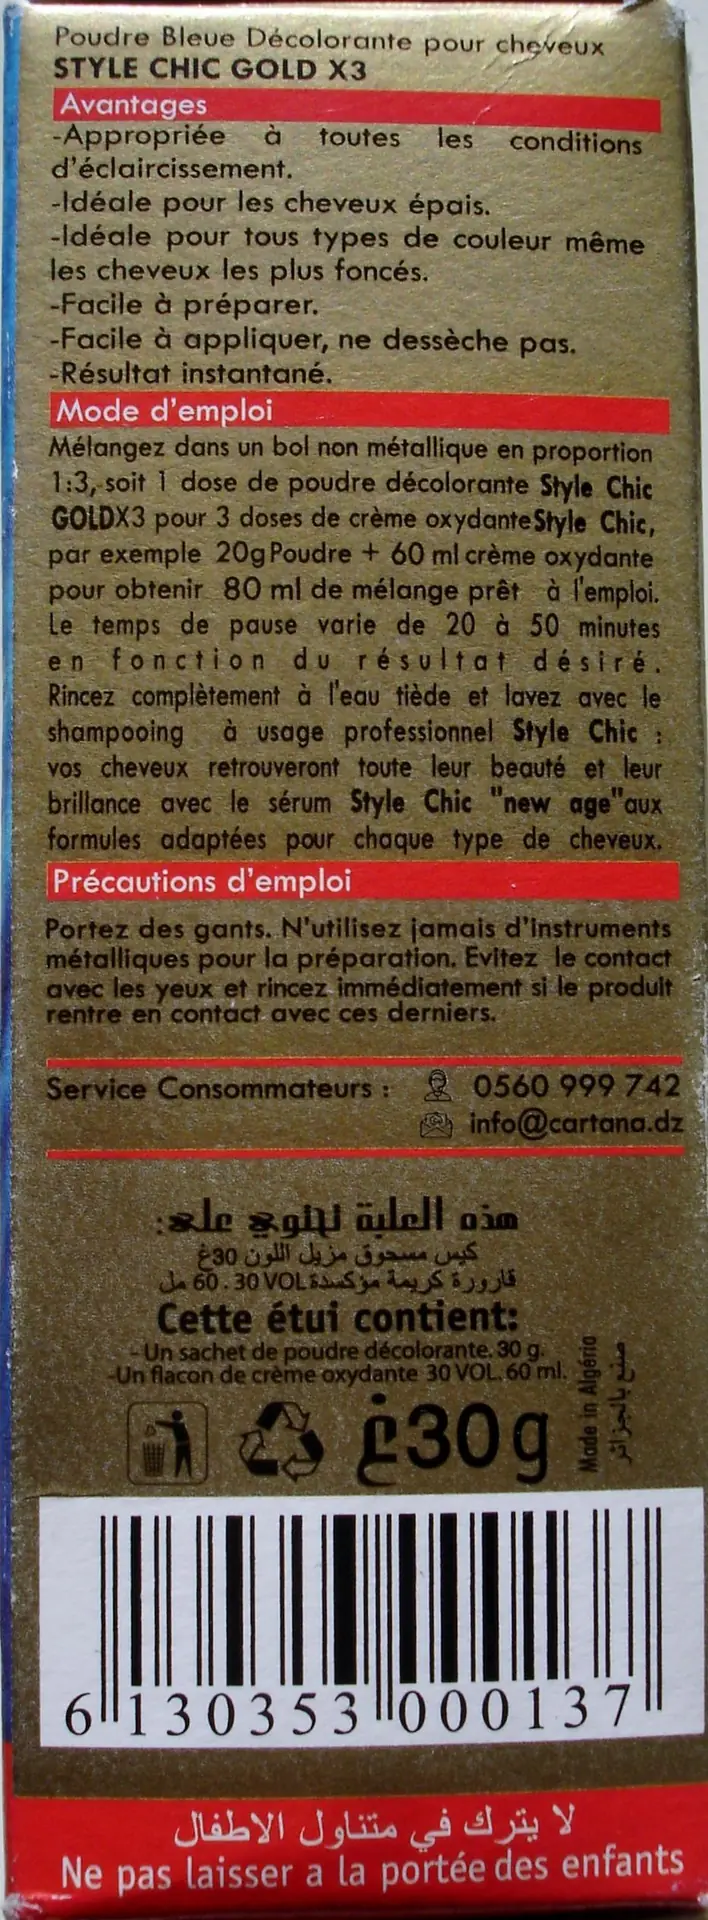 Poudre Bleue Décolorante pour cheveux
STYLE CHIC GOLD X3
Avantages
-Appropriée à toutes les conditions
d'éclaircissement.
-Idéale pour les cheveux épais.
-Idéale pour tous types de couleur même
les cheveux les plus foncés.
-Facile à préparer.
-Facile à appliquer, ne dessèche pas.
-Résultat instantané.
Mode d'emploi
Mélangez dans un bol non métallique en proportion
1:3, soit 1 dose de poudre décolorante Style Chic
GOLDX3 pour 3 doses de crème oxydante Style Chic,
par exemple 20g Poudre + 60 ml crème oxydante
pour obtenir 80 ml de mélange prêt à l'emploi.
Le temps de pause varie de 20 à 50 minutes
en fonction du résultat désiré.
Rincez complètement à l'eau tiède et lavez avec le
shampooing à usage professionnel Style Chic :
vos cheveux retrouveront toute leur beauté et leur
brillance avec le sérum Style Chic "new age"aux
formules adaptées pour chaque type de cheveux.
Précautions d'emploi
Portez des gants. N'utilisez jamais d'instruments
métalliques pour la préparation. Evitez le contact
avec les yeux et rincez immédiatement si le produit
rentre en contact avec ces derniers.
Service Consommateurs : 0560 999 742
info@cartana.dz
هذه العلبة تحتوي على:
كيس مسحوق مزيل اللون 30غ
قارورة كريمة مؤكسدة 30 VOL . 60 مل
Cette étui contient:
- Un sachet de poudre décolorante. 30 g.
-Un flacon de crème oxydante 30 VOL. 60 ml.
غ30g
Made in Algéria
صنع بالجزائر
6 130353 000137
لا يترك في متناول الاطفال
Ne pas laisser a la portée des enfants